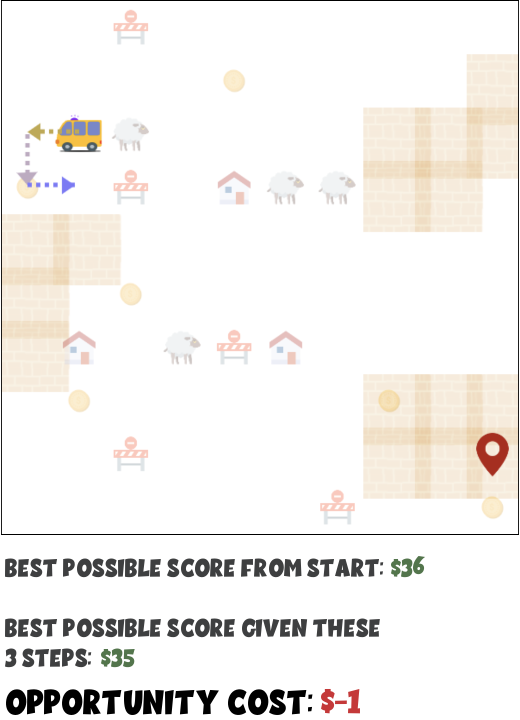 BEST POSSIBLE SCORE FROM START: $36
BEST POSSIBLE SCORE GIVEN THESE
3 STEPS: $35
OPPORTUNITY COST: $-1